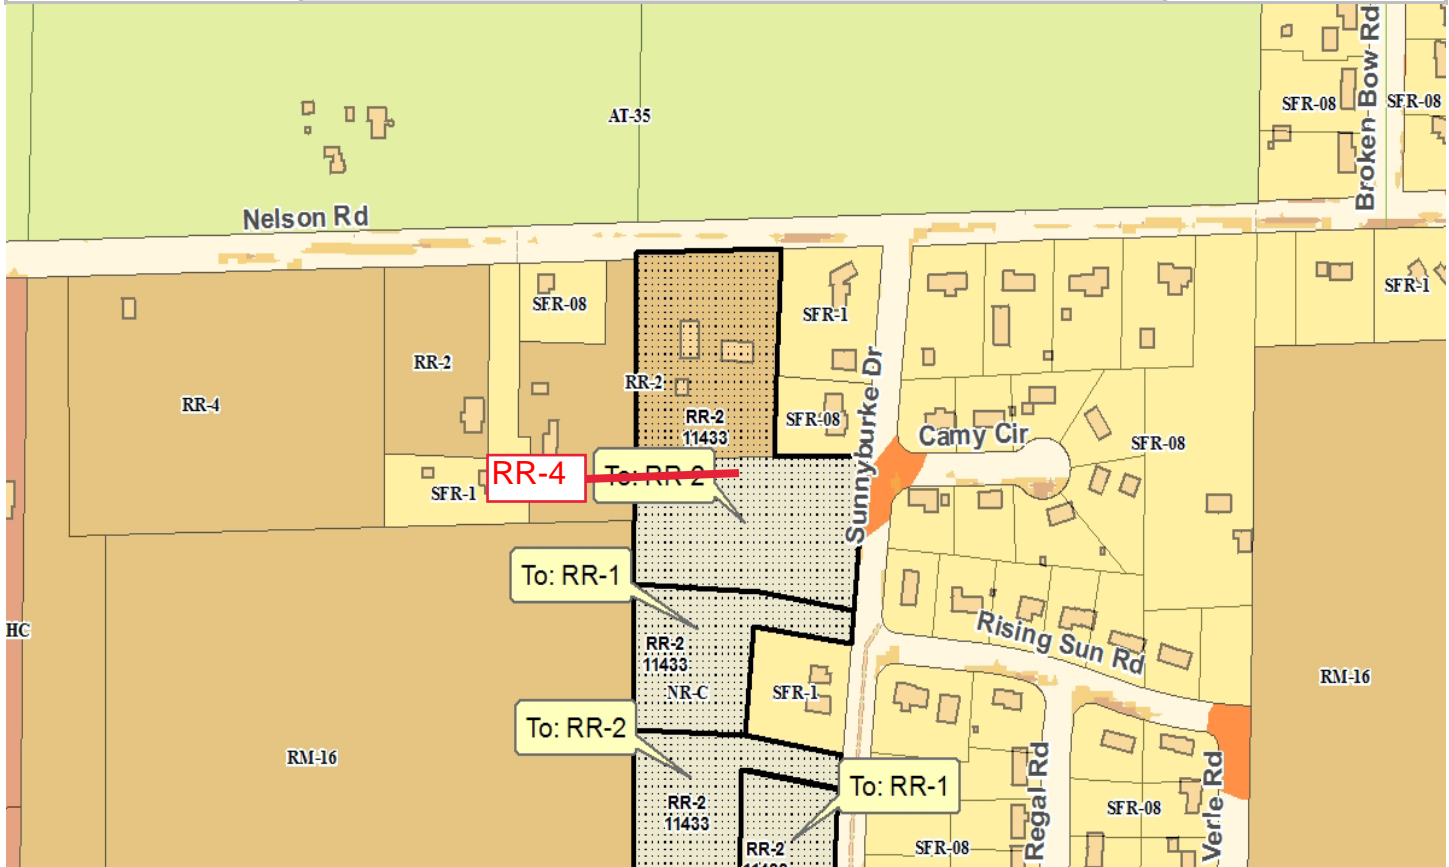 Broken Bow Rd
SFR-08
SFR-08
AT-35
Nelson Rd
SFR-08
SFR-1
SFR-1
RR-2
RR-2
RR-4
RR-2
11433
SFR-08
Sunnyburke Dr
Camy Cir
SFR-08
RR-4
To: RR-2
SFR-1
To: RR-1
HC
RR-2
11433
NR-C
SFR-1
Rising Sun Rd
RM-16
To: RR-2
RM-16
To: RR-1
RR-2
11433
Regal Rd
SFR-08
Verle Rd
SFR-08
RR-2